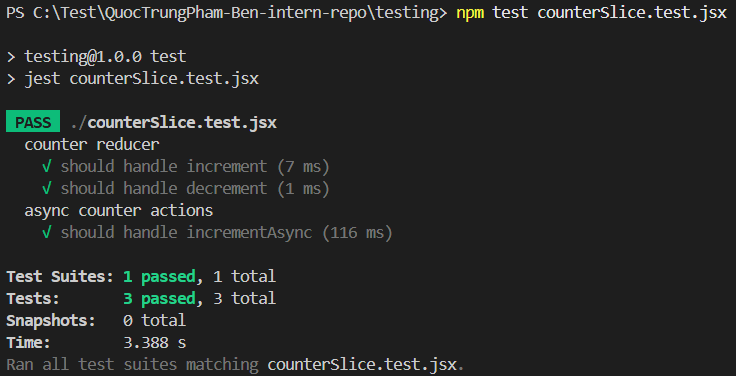 PS C:\Test\QuocTrungPham-Ben-intern-repo\testing> npm test counterSlice.test.jsx
> testing@1.0.0 test
> jest counterSlice.test.jsx
PASS ./counterSlice.test.jsx
counter reducer
√ should handle increment (7 ms)
√ should handle decrement (1 ms)
async counter actions
√ should handle incrementAsync (116 ms)
Test Suites: 1 passed, 1 total
Tests: 3 passed, 3 total
Snapshots: 0 total
Time: 3.388 s
Ran all test suites matching counterSlice.test.jsx.